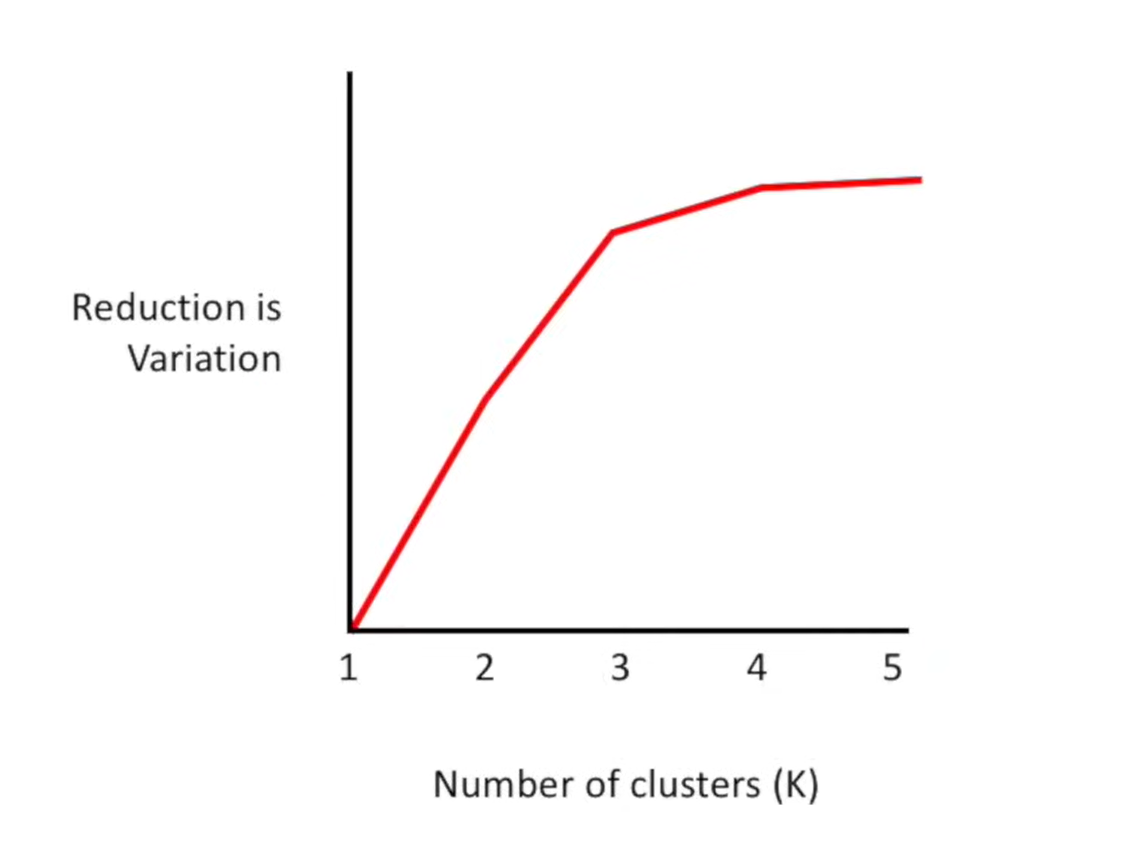 Reduction is
Variation
1 2 3 4 5
Number of clusters (K)